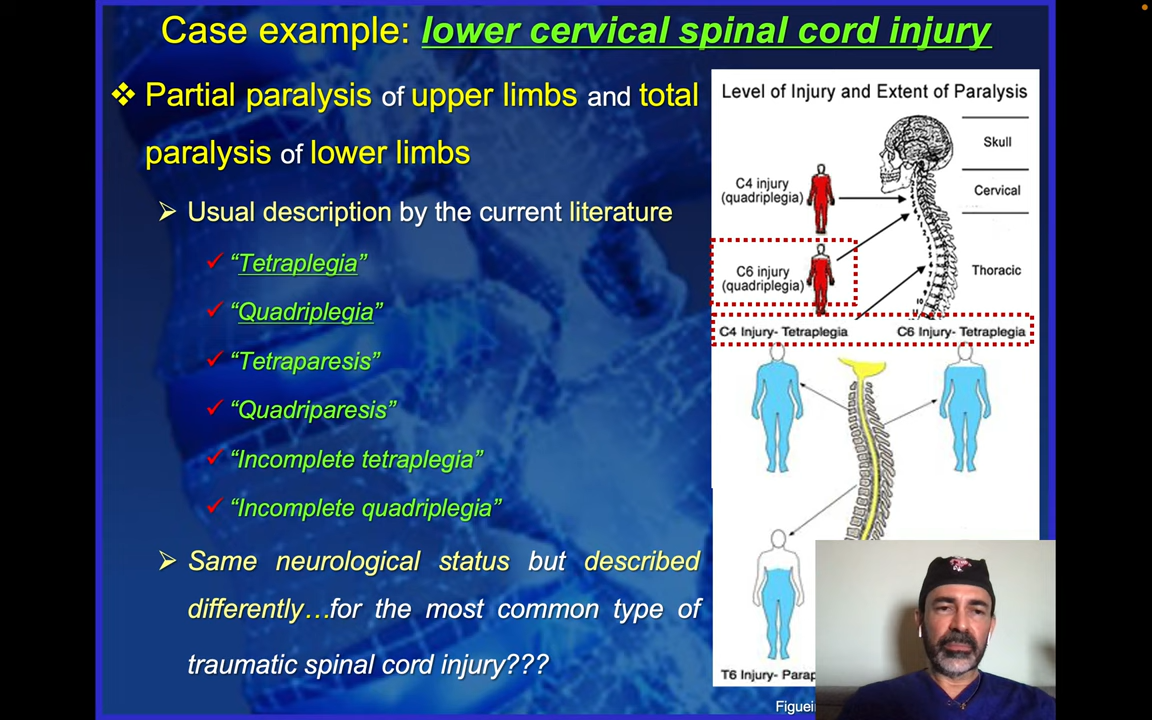 Case example: lower cervical spinal cord injury
❖ Partial paralysis of upper limbs and total
paralysis of lower limbs
➢ Usual description by the current literature
✓ “Tetraplegia”
✓ “Quadriplegia”
✓ “Tetraparesis”
✓ “Quadriparesis”
✓ “Incomplete tetraplegia”
✓ “Incomplete quadriplegia”
➢ Same neurological status but described
differently…for the most common type of
traumatic spinal cord injury???
Level of Injury and Extent of Paralysis
Skull
C4 injury
(quadriplegia)
Cervical
C6 injury
(quadriplegia)
Thoracic
C4 Injury- Tetraplegia
C6 Injury- Tetraplegia
T6 Injury- Parap
Figuei